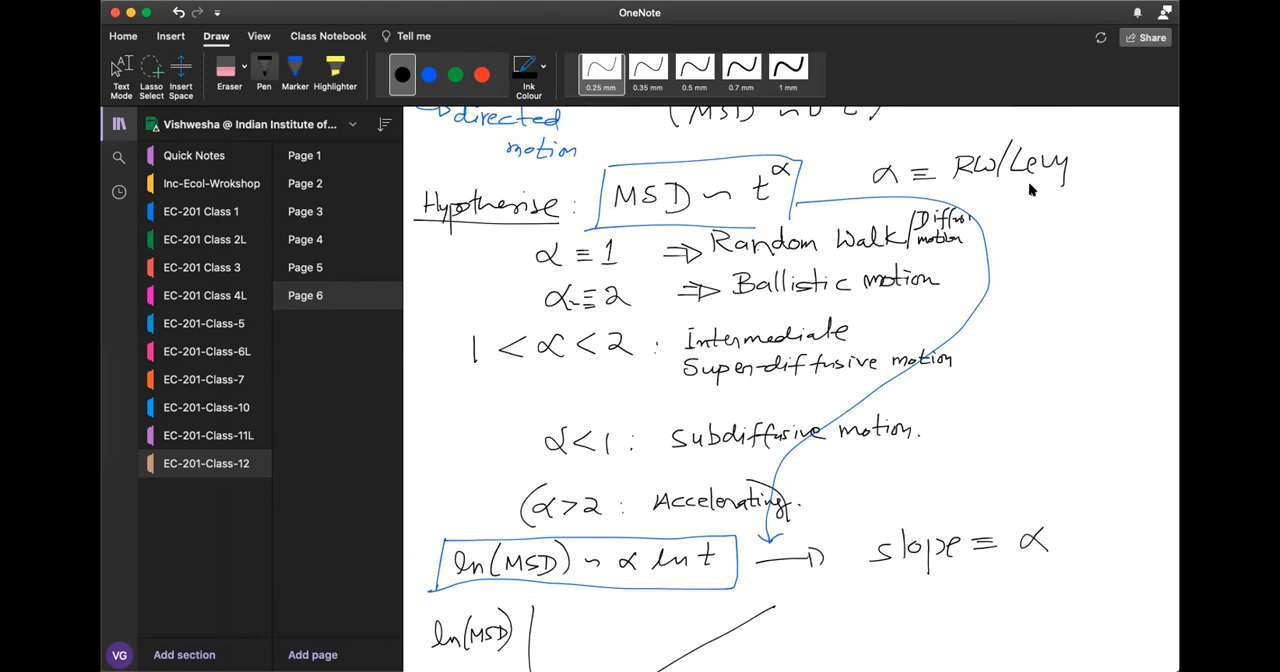 OneNote
Home Insert Draw View Class Notebook Tell me
Share
Text Mode
Lasso Select
Insert Space
Eraser
Pen
Marker
Highlighter
Ink Colour
0.25 mm 0.35 mm 0.5 mm 0.7 mm 1 mm
Vishwesha @ Indian Institute of...
Quick Notes
Inc-Ecol-Wrokshop
EC-201 Class 1
EC-201 Class 2L
EC-201 Class 3
EC-201 Class 4L
EC-201-Class-5
EC-201-Class-6L
EC-201-Class-7
EC-201-Class-10
EC-201-Class-11L
EC-201-Class-12
VG
Add section
Page 1
Page 2
Page 3
Page 4
Page 5
Page 6
Add page
directed
motion
α ≡ RW/Levy
Hypotherise : MSD ~ t^α
α ≡ 1 ⇒ Random Walk/Diffusi motion
α ≡ 2 ⇒ Ballistic motion
1 < α < 2 : Intermediate
Super-diffusive motion
α < 1 : Subdiffusive motion.
(α > 2 : Accelerating).
ln(MSD) ~ α ln t → slope ≡ α
ln(MSD)